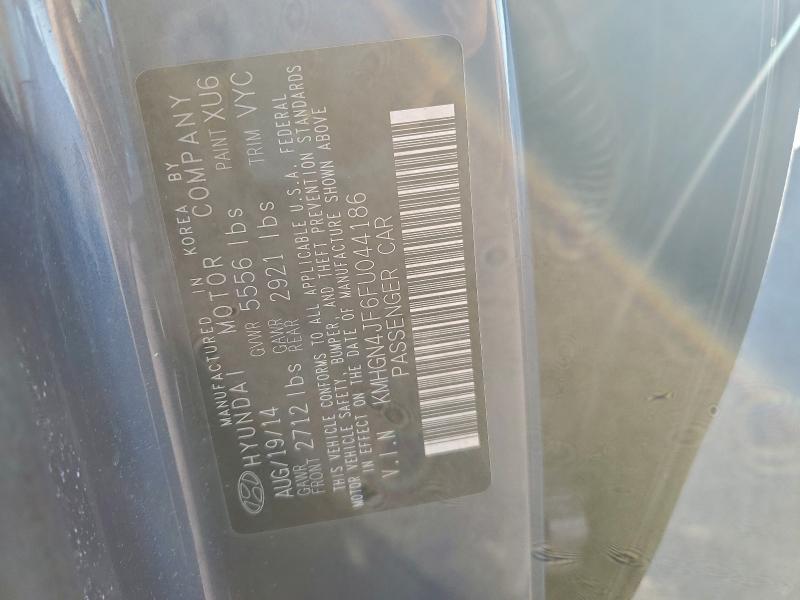 MANUFACTURED IN KOREA BY
HYUNDAI MOTOR COMPANY
AUG/19/14 GVWR 5556 lbs PAINT XU6
GAWR FRONT 2712 lbs GAWR REAR 2921 lbs TRIM VYC
THIS VEHICLE CONFORMS TO ALL APPLICABLE U.S.A. FEDERAL
MOTOR VEHICLE SAFETY, BUMPER, AND THEFT PREVENTION STANDARDS
IN EFFECT ON THE DATE OF MANUFACTURE SHOWN ABOVE
V.I.N KMHGN4JF6FU044186
PASSENGER CAR